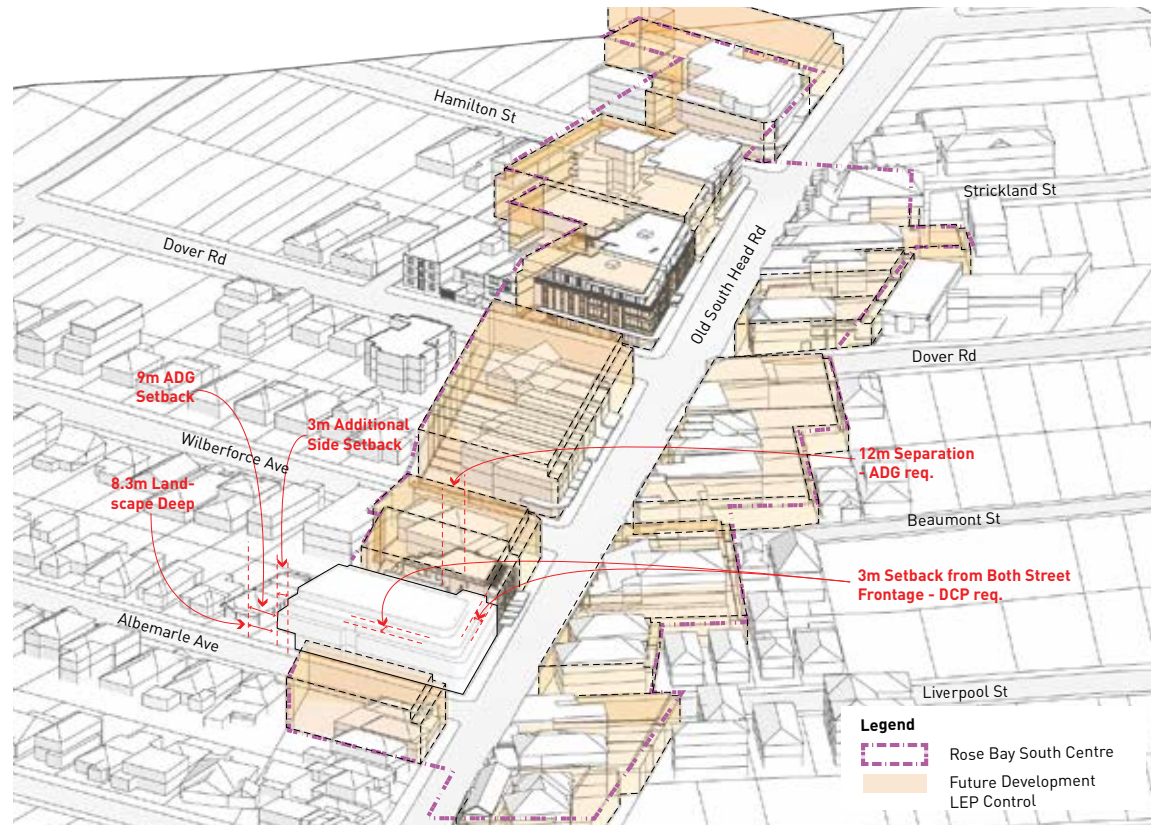 Hamilton St
Strickland St
Dover Rd
Old South Head Rd
Dover Rd
9m ADG
Setback
3m Additional
Side Setback
Wilberforce Ave
12m Separation
- ADG req.
8.3m Land-
scape Deep
Beaumont St
3m Setback from Both Street
Frontage - DCP req.
Albemarle Ave
Liverpool St
Legend
Rose Bay South Centre
Future Development
LEP Control